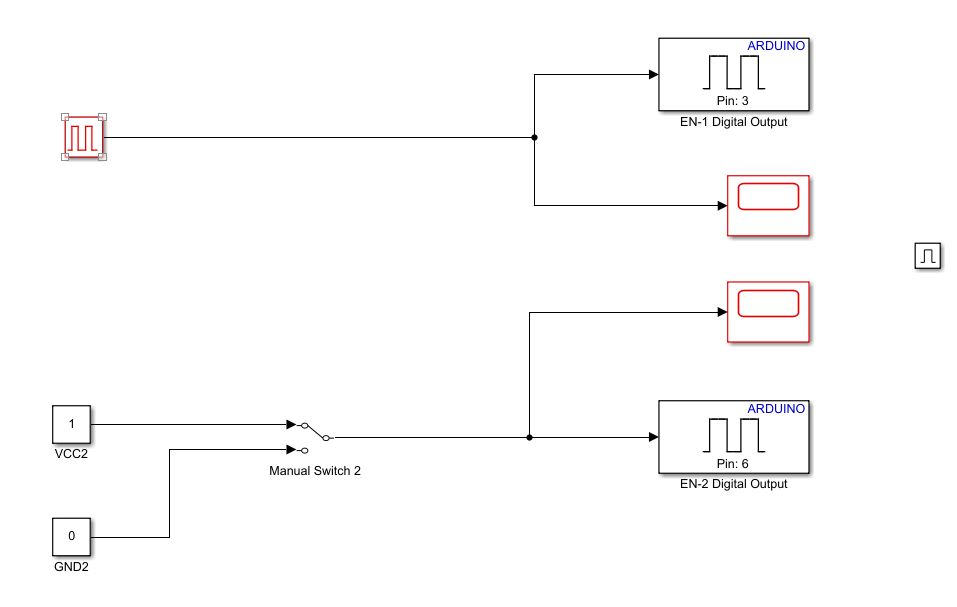 ARDUINO
Pin: 3
EN-1 Digital Output
1
VCC2
Manual Switch 2
0
GND2
ARDUINO
Pin: 6
EN-2 Digital Output